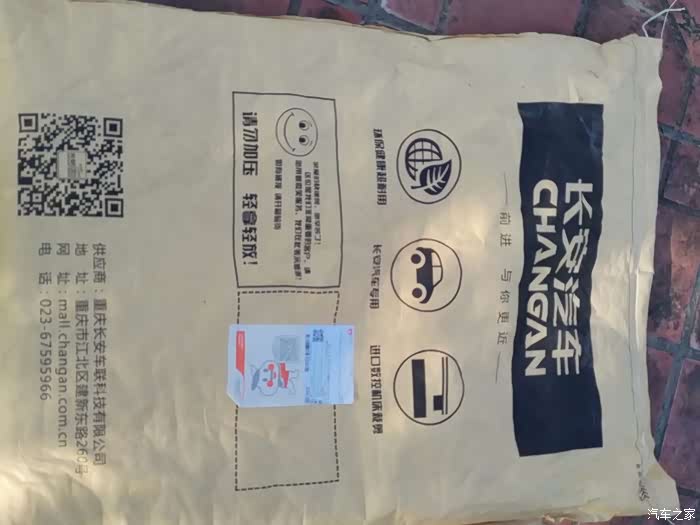 长安汽车
CHANGAN
前进 与你更近
环保健康超耐用
长安汽车专用
进口数控机床裁剪
请勿加压 轻拿轻放！
供应商：重庆长安车联科技有限公司
地 址：重庆市江北区建新东路260号
网 址：mall.changan.com.cn
电 话：023-67595966
汽车之家